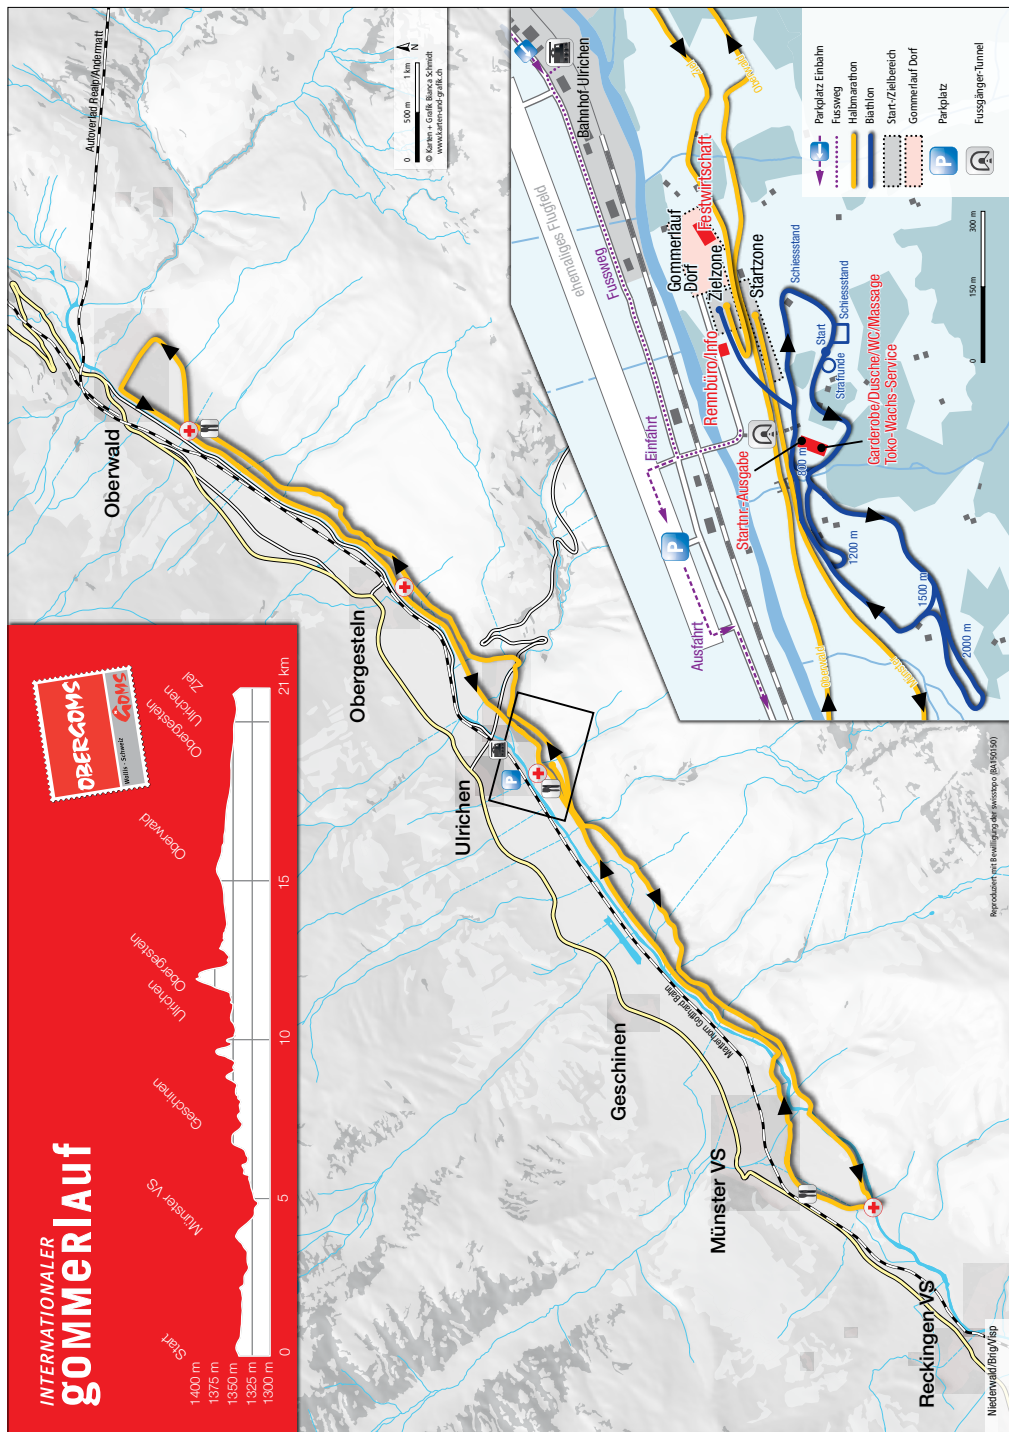 INTERNATIONALER
gOMMERlAUf
OBERGOMS
Wallis · Schweiz
GOMS
Start
Münster VS
Geschinen
Ulrichen
Obergesteln
Oberwald
Obergesteln
Ulrichen
Ziel
1400 m
1375 m
1350 m
1325 m
1300 m
0
5
10
15
21 km
Autoverlad Realp/Andermatt
Oberwald
Obergesteln
Ulrichen
Geschinen
Münster VS
Reckingen VS
Niederwald/Brig/Visp
Matterhorn Gotthard Bahn
P
0 500 m 1 km
N
© Karten + Grafik Bianca Schmidt
www.karten-und-grafik.ch
Reproduziert mit Bewilligung der swisstopo (BA150150)
Bahnhof Ulrichen
ehemaliges Flugfeld
Fussweg
Einfahrt
Ausfahrt
P
Gommerlauf
Dorf
Festwirtschaft
Zielzone
Startzone
Rennbüro/Info
Startnr.-Ausgabe
Garderobe/Dusche/WC/Massage
Toko-Wachs-Service
Schiessstand
Schiessstand
Start
Strafrunde
800 m
1200 m
1500 m
2000 m
Ziel
Oberwald
Oberwald
Münster
Parkplatz Einbahn
Fussweg
Halbmarathon
Biathlon
Start-/Zielbereich
Gommerlauf Dorf
P
Parkplatz
Fussgänger-Tunnel
0 150 m 300 m